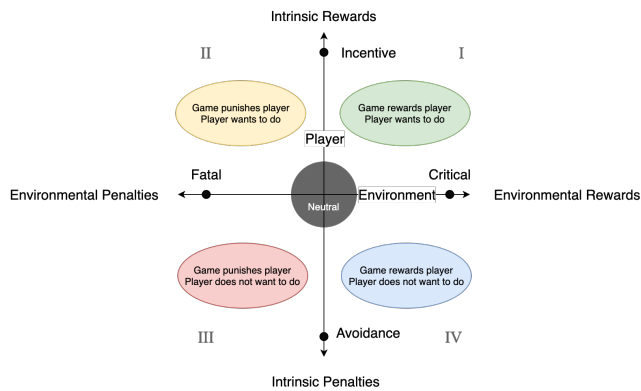 Intrinsic Rewards
II
Incentive
I
Game punishes player
Player wants to do
Game rewards player
Player wants to do
Player
Fatal
Critical
Environmental Penalties
Environment
Environmental Rewards
Neutral
Game punishes player
Player does not want to do
Game rewards player
Player does not want to do
III
Avoidance
IV
Intrinsic Penalties